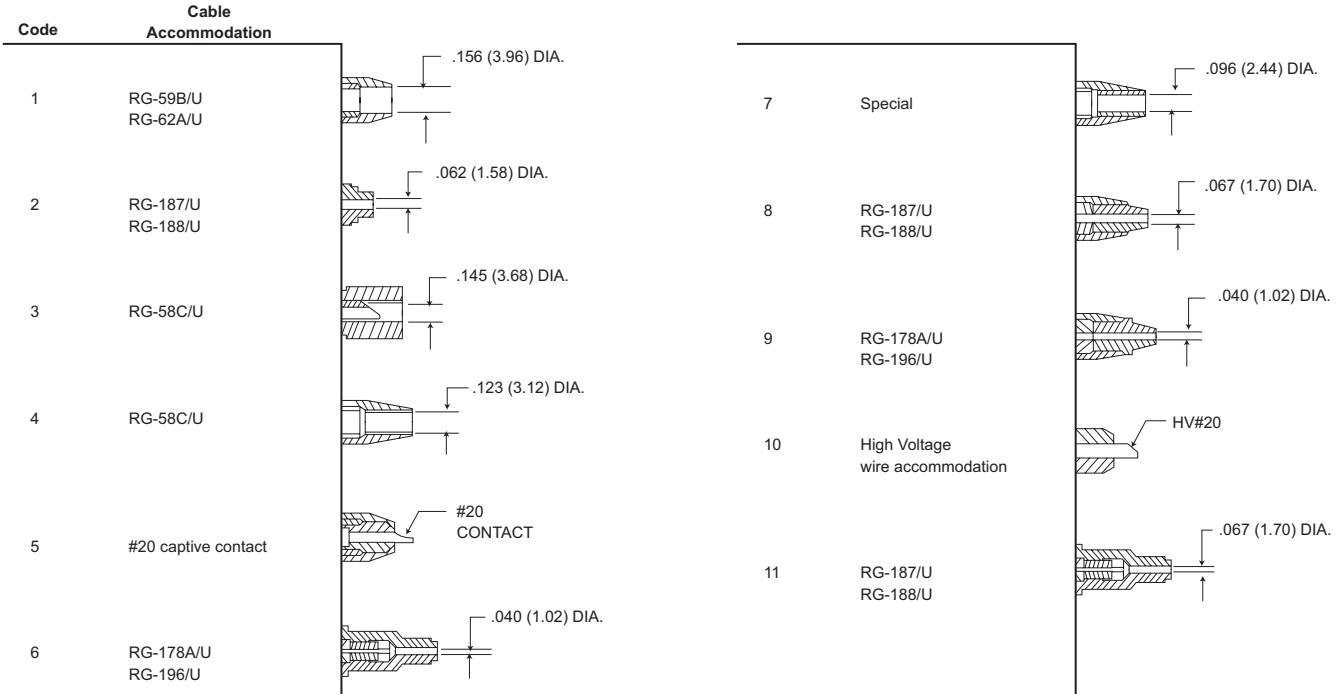 Code Cable Accommodation
1 RG-59B/U .156 (3.96) DIA.
RG-62A/U
2 RG-187/U .062 (1.58) DIA.
RG-188/U
3 RG-58C/U .145 (3.68) DIA.
4 RG-58C/U .123 (3.12) DIA.
5 #20 captive contact #20
CONTACT
6 RG-178A/U .040 (1.02) DIA.
RG-196/U
7 Special .096 (2.44) DIA.
8 RG-187/U .067 (1.70) DIA.
RG-188/U
9 RG-178A/U .040 (1.02) DIA.
RG-196/U
10 High Voltage HV#20
wire accommodation
11 RG-187/U .067 (1.70) DIA.
RG-188/U